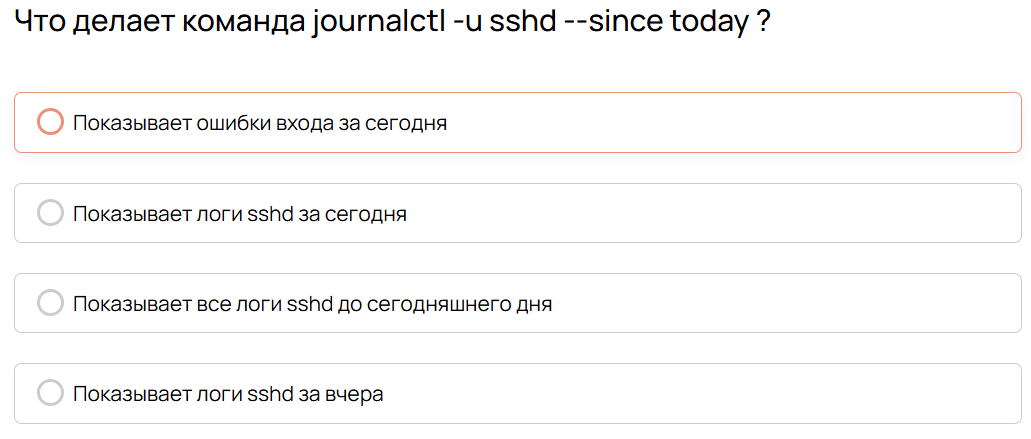 Что делает команда journalctl -u sshd --since today ?
Показывает ошибки входа за сегодня
Показывает логи sshd за сегодня
Показывает все логи sshd до сегодняшнего дня
Показывает логи sshd за вчера